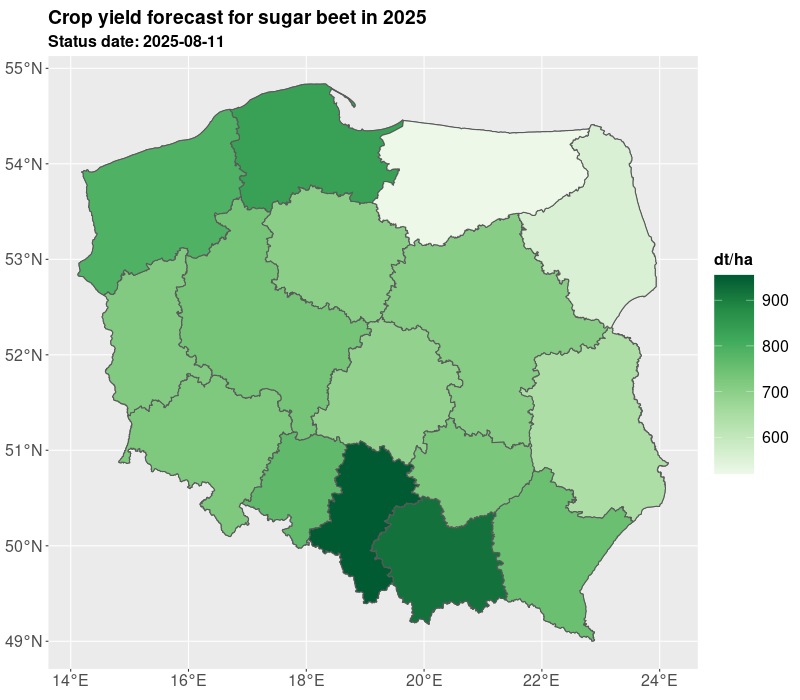 Crop yield forecast for sugar beet in 2025
Status date: 2025-08-11
55°N
54°N
53°N
52°N
51°N
50°N
49°N
14°E
16°E
18°E
20°E
22°E
24°E
dt/ha
900
800
700
600